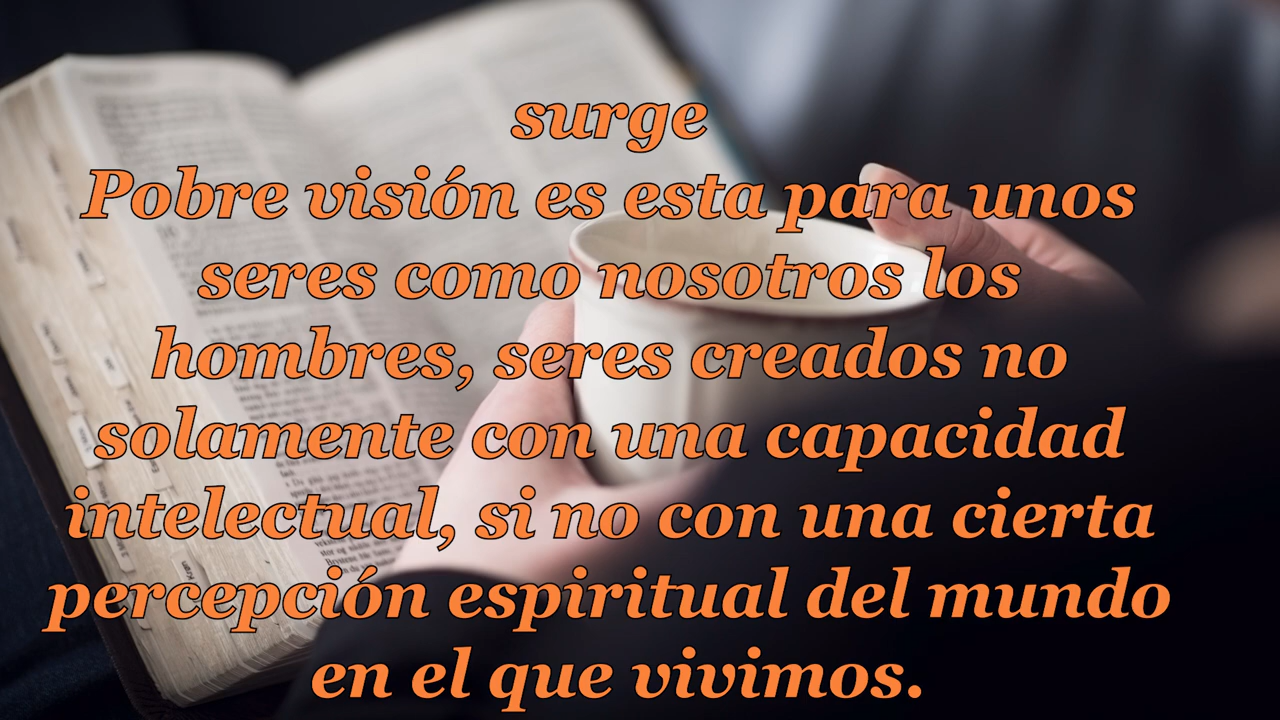 surge
Pobre visión es esta para unos
seres como nosotros los
hombres, seres creados no
solamente con una capacidad
intelectual, si no con una cierta
percepción espiritual del mundo
en el que vivimos.